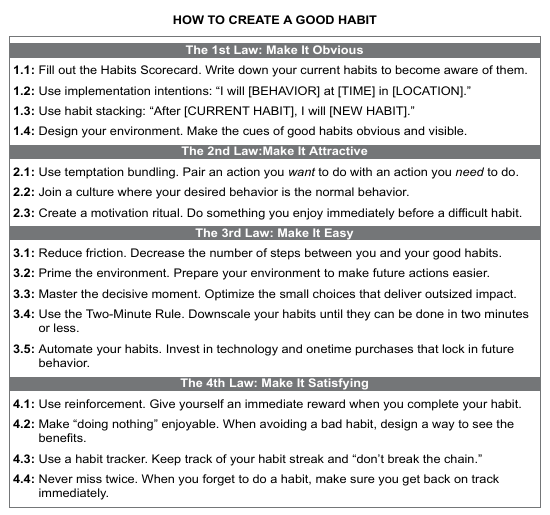 HOW TO CREATE A GOOD HABIT
The 1st Law: Make It Obvious
1.1: Fill out the Habits Scorecard. Write down your current habits to become aware of them.
1.2: Use implementation intentions: “I will [BEHAVIOR] at [TIME] in [LOCATION].”
1.3: Use habit stacking: “After [CURRENT HABIT], I will [NEW HABIT].”
1.4: Design your environment. Make the cues of good habits obvious and visible.
The 2nd Law:Make It Attractive
2.1: Use temptation bundling. Pair an action you want to do with an action you need to do.
2.2: Join a culture where your desired behavior is the normal behavior.
2.3: Create a motivation ritual. Do something you enjoy immediately before a difficult habit.
The 3rd Law: Make It Easy
3.1: Reduce friction. Decrease the number of steps between you and your good habits.
3.2: Prime the environment. Prepare your environment to make future actions easier.
3.3: Master the decisive moment. Optimize the small choices that deliver outsized impact.
3.4: Use the Two-Minute Rule. Downscale your habits until they can be done in two minutes
or less.
3.5: Automate your habits. Invest in technology and onetime purchases that lock in future
behavior.
The 4th Law: Make It Satisfying
4.1: Use reinforcement. Give yourself an immediate reward when you complete your habit.
4.2: Make “doing nothing” enjoyable. When avoiding a bad habit, design a way to see the
benefits.
4.3: Use a habit tracker. Keep track of your habit streak and “don’t break the chain.”
4.4: Never miss twice. When you forget to do a habit, make sure you get back on track
immediately.